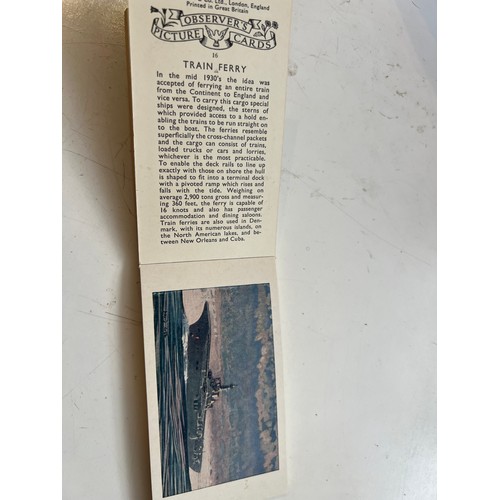 & Co. Ltd., London, England
Printed in Great Britain
OBSERVER'S
PICTURE CARDS
16
TRAIN FERRY
In the mid 1930's the idea was
accepted of ferrying an entire train
from the Continent to England and
vice versa. To carry this cargo special
ships were designed, the sterns of
which provided access to a hold en-
abling the trains to be run straight on
to the boat. The ferries resemble
superficially the cross-channel packets
and the cargo can consist of trains,
loaded trucks or cars and lorries,
whichever is the most practicable.
To enable the deck rails to line up
exactly with those on shore the hull
is shaped to fit into a terminal dock
with a pivoted ramp which rises and
falls with the tide. Weighing on
average 2,900 tons gross and measur-
ing 360 feet, the ferry is capable of
16 knots and also has passenger
accommodation and dining saloons.
Train ferries are also used in Den-
mark, with its numerous islands, on
the North American lakes, and be-
tween New Orleans and Cuba.